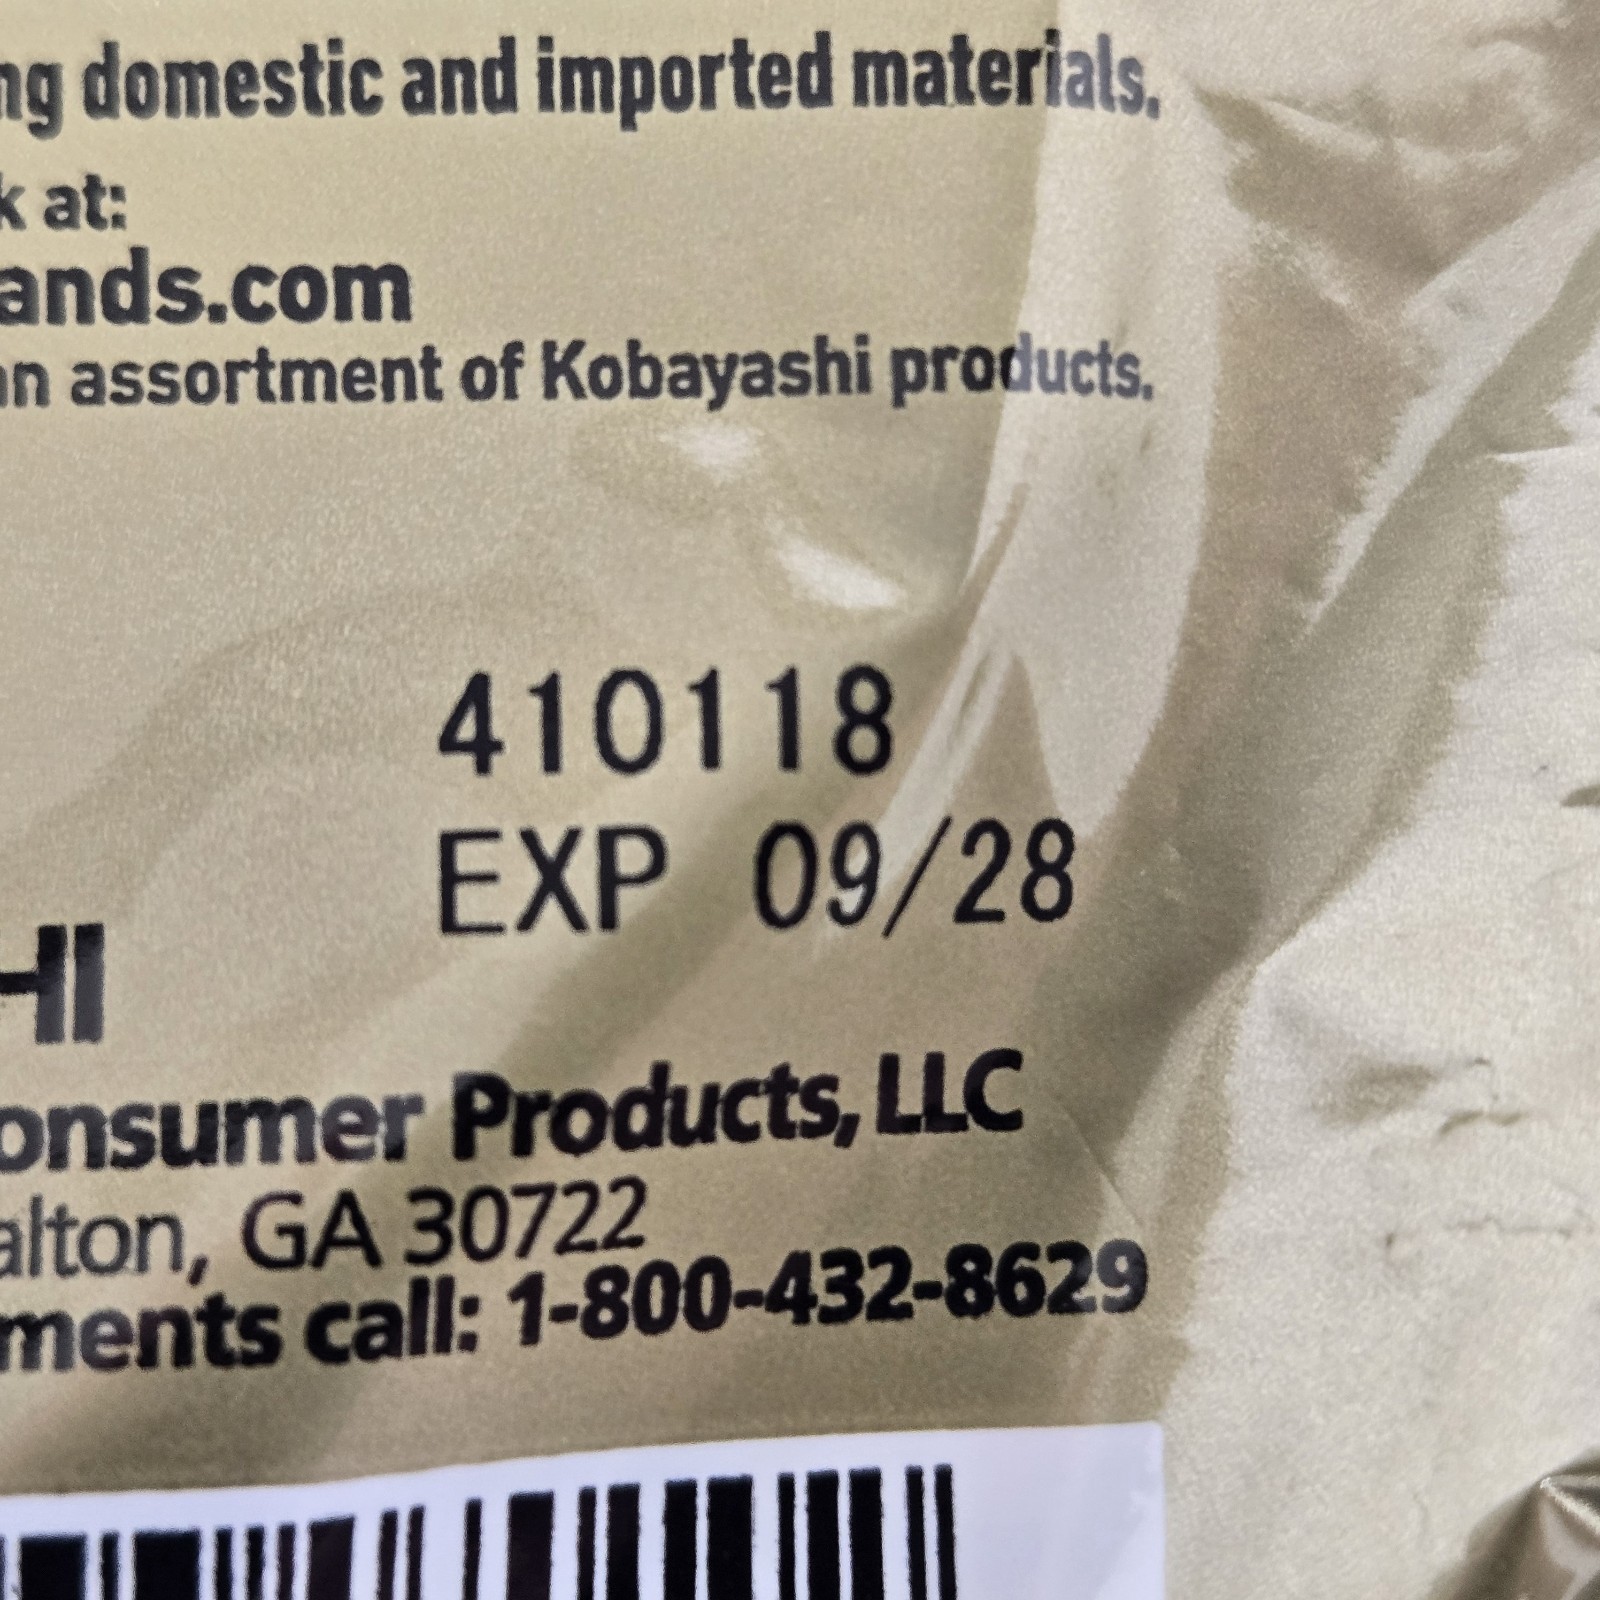 ng domestic and imported materials.
k at:
ands.com
an assortment of Kobayashi products.
410118
EXP 09/28
HI
onsumer Products, LLC
alton, GA 30722
ments call: 1-800-432-8629